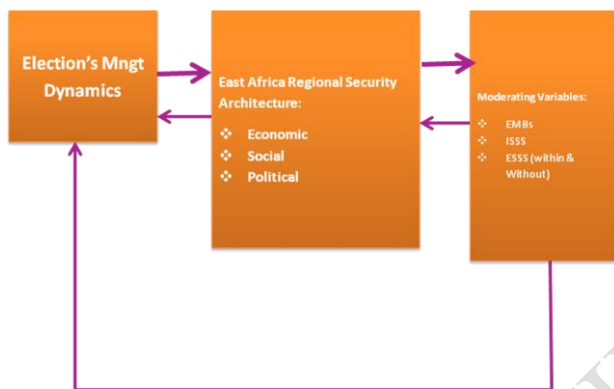 Election's Mngt
Dynamics
East Africa Regional Security
Architecture:
❖ Economic
❖ Social
❖ Political
Moderating Variables:
❖ EMBs
❖ ISSS
❖ ESSS (within &
Without)